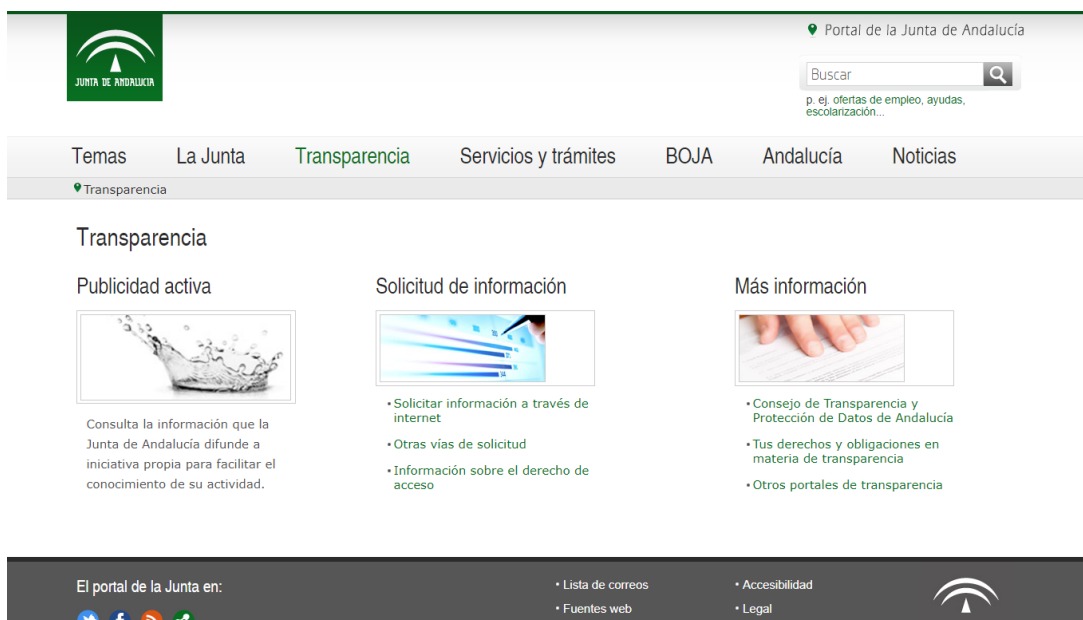 JUNTA DE ANDALUCIA
Portal de la Junta de Andalucía
Buscar
p. ej. ofertas de empleo, ayudas,
escolarización...
Temas La Junta Transparencia Servicios y trámites BOJA Andalucía Noticias
Transparencia
Transparencia
Publicidad activa
Consulta la información que la
Junta de Andalucía difunde a
iniciativa propia para facilitar el
conocimiento de su actividad.
Solicitud de información
• Solicitar información a través de
internet
• Otras vías de solicitud
• Información sobre el derecho de
acceso
Más información
• Consejo de Transparencia y
Protección de Datos de Andalucía
• Tus derechos y obligaciones en
materia de transparencia
• Otros portales de transparencia
El portal de la Junta en:
• Lista de correos
• Fuentes web
• Accesibilidad
• Legal